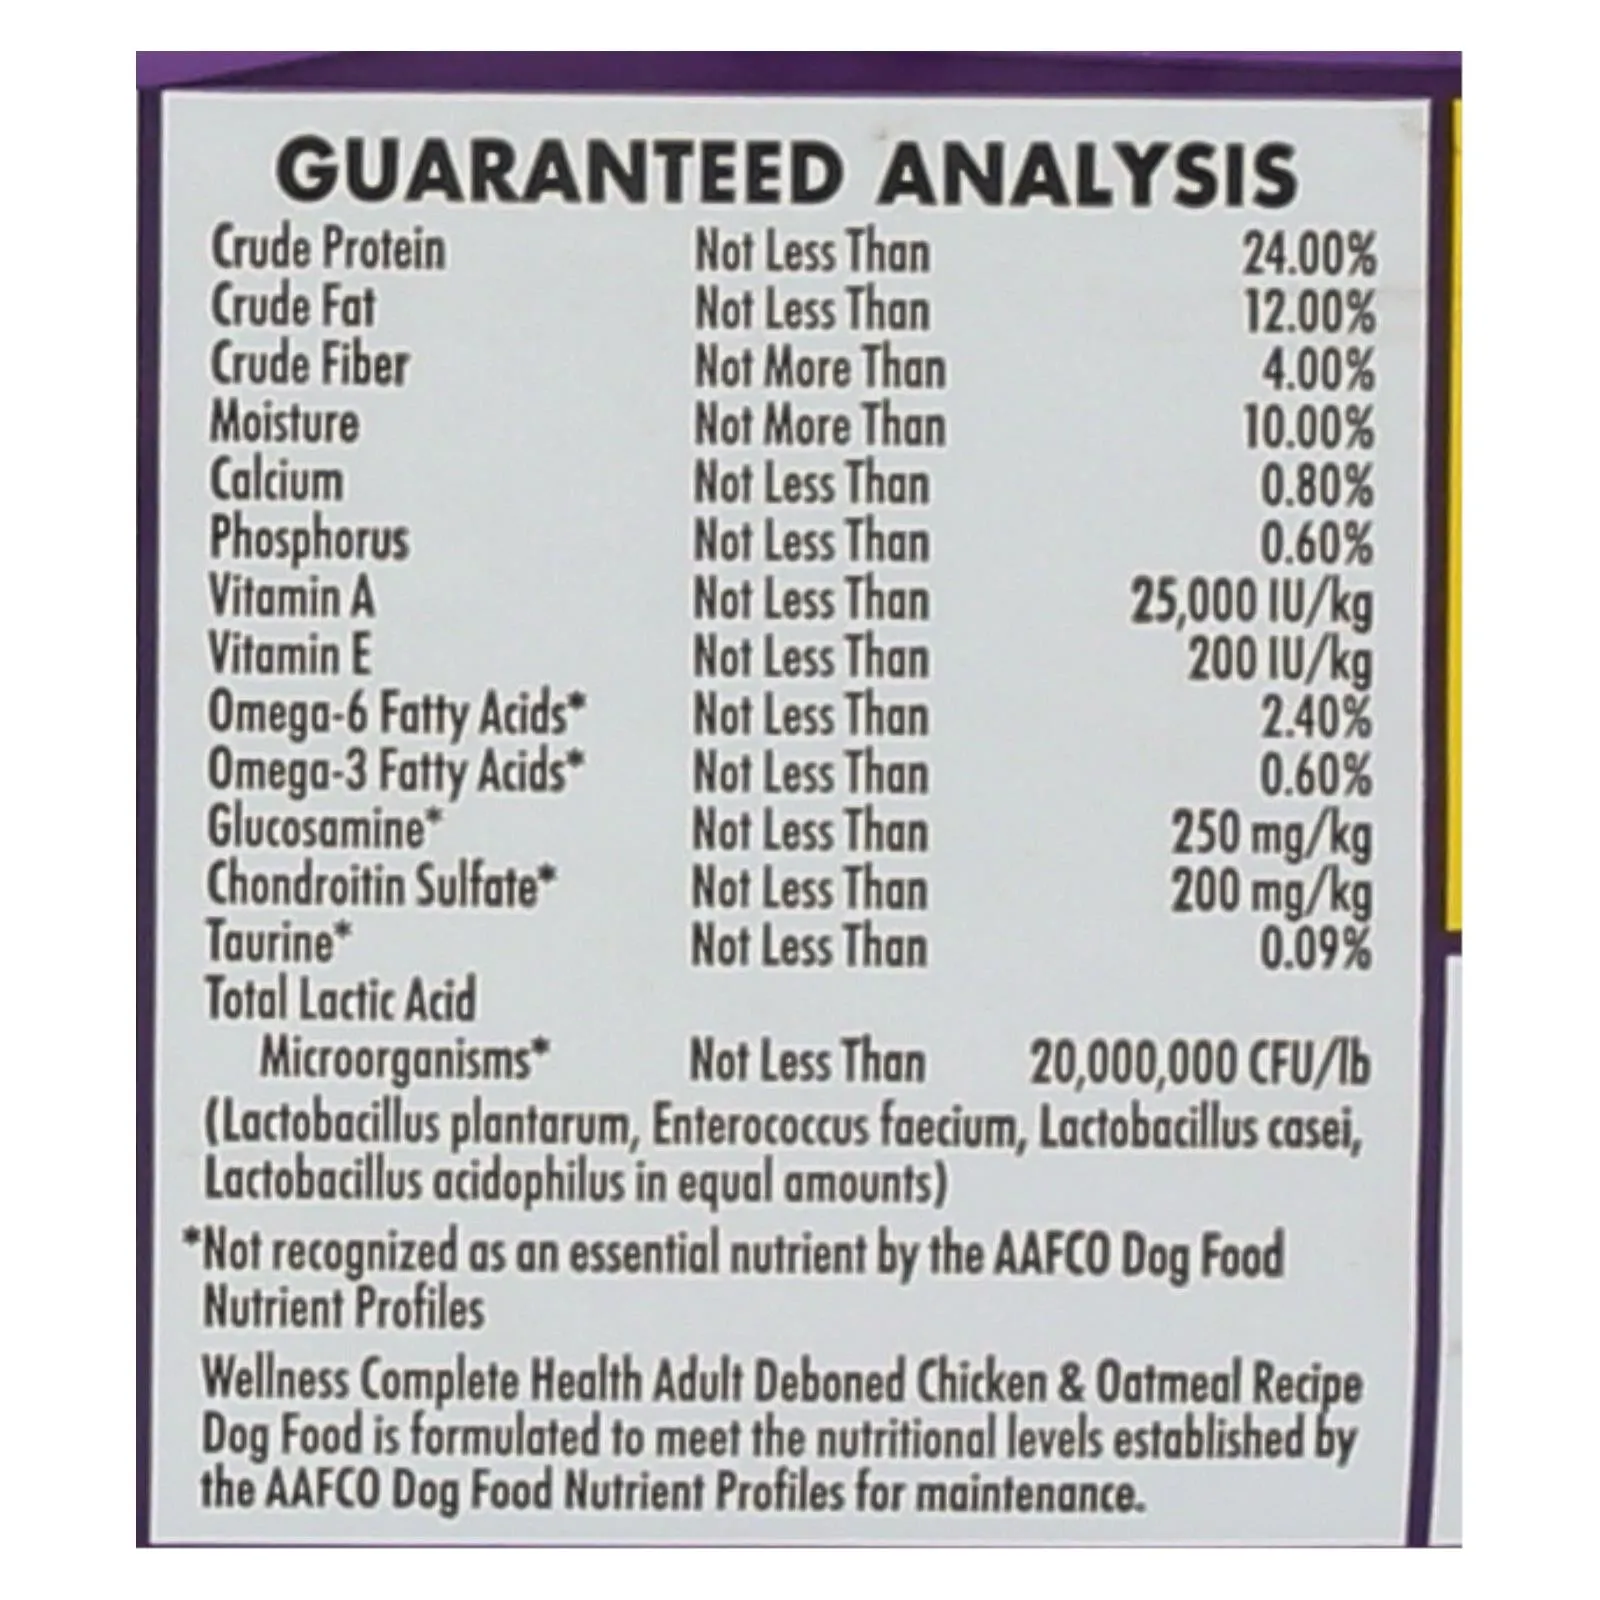 GUARANTEED ANALYSIS
Crude Protein Not Less Than 24.00%
Crude Fat Not Less Than 12.00%
Crude Fiber Not More Than 4.00%
Moisture Not More Than 10.00%
Calcium Not Less Than 0.80%
Phosphorus Not Less Than 0.60%
Vitamin A Not Less Than 25,000 IU/kg
Vitamin E Not Less Than 200 IU/kg
Omega-6 Fatty Acids* Not Less Than 2.40%
Omega-3 Fatty Acids* Not Less Than 0.60%
Glucosamine* Not Less Than 250 mg/kg
Chondroitin Sulfate* Not Less Than 200 mg/kg
Taurine* Not Less Than 0.09%
Total Lactic Acid
Microorganisms* Not Less Than 20,000,000 CFU/lb
(Lactobacillus plantarum, Enterococcus faecium, Lactobacillus casei,
Lactobacillus acidophilus in equal amounts)
*Not recognized as an essential nutrient by the AAFCO Dog Food
Nutrient Profiles
Wellness Complete Health Adult Deboned Chicken & Oatmeal Recipe
Dog Food is formulated to meet the nutritional levels established by
the AAFCO Dog Food Nutrient Profiles for maintenance.